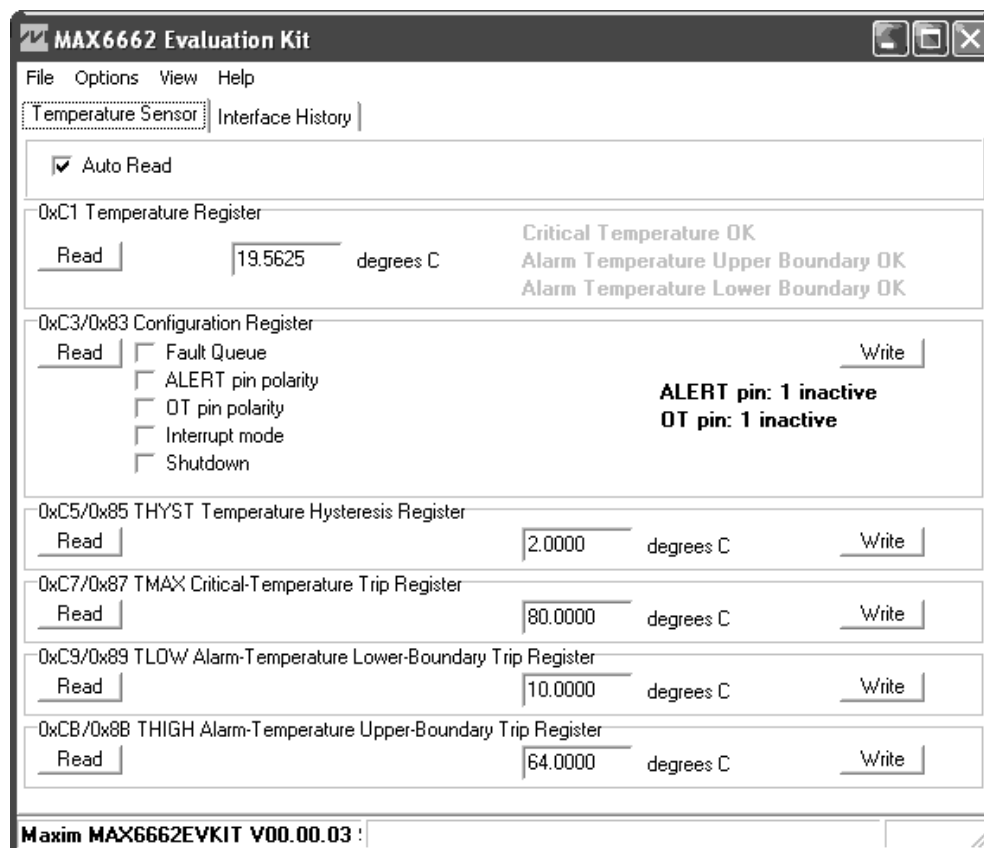 MAX6662 Evaluation Kit
File Options View Help
Temperature Sensor Interface History
Auto Read
0xC1 Temperature Register
Read 19.5625 degrees C
Critical Temperature OK
Alarm Temperature Upper Boundary OK
Alarm Temperature Lower Boundary OK
0xC3/0x83 Configuration Register
Read Fault Queue Write
ALERT pin polarity
OT pin polarity
Interrupt mode
Shutdown
ALERT pin: 1 inactive
OT pin: 1 inactive
0xC5/0x85 THYST Temperature Hysteresis Register
Read 2.0000 degrees C Write
0xC7/0x87 TMAX Critical-Temperature Trip Register
Read 80.0000 degrees C Write
0xC9/0x89 TLOW Alarm-Temperature Lower-Boundary Trip Register
Read 10.0000 degrees C Write
0xCB/0x8B THIGH Alarm-Temperature Upper-Boundary Trip Register
Read 64.0000 degrees C Write
Maxim MAX6662EVKIT V00.00.03